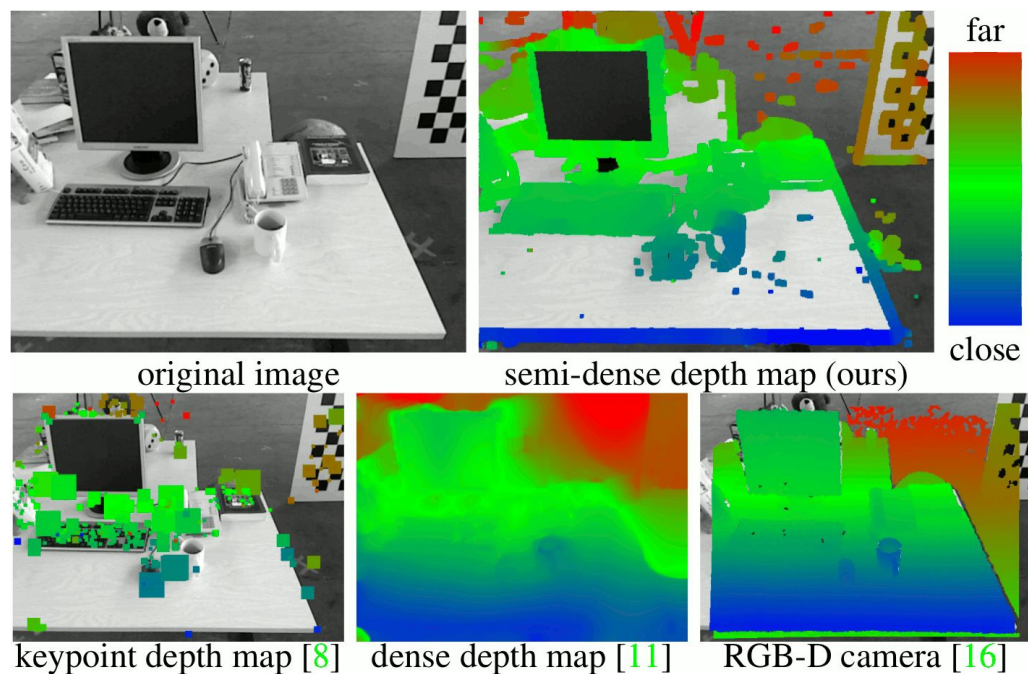 far
close
original image
semi-dense depth map (ours)
keypoint depth map [8]
dense depth map [11]
RGB-D camera [16]